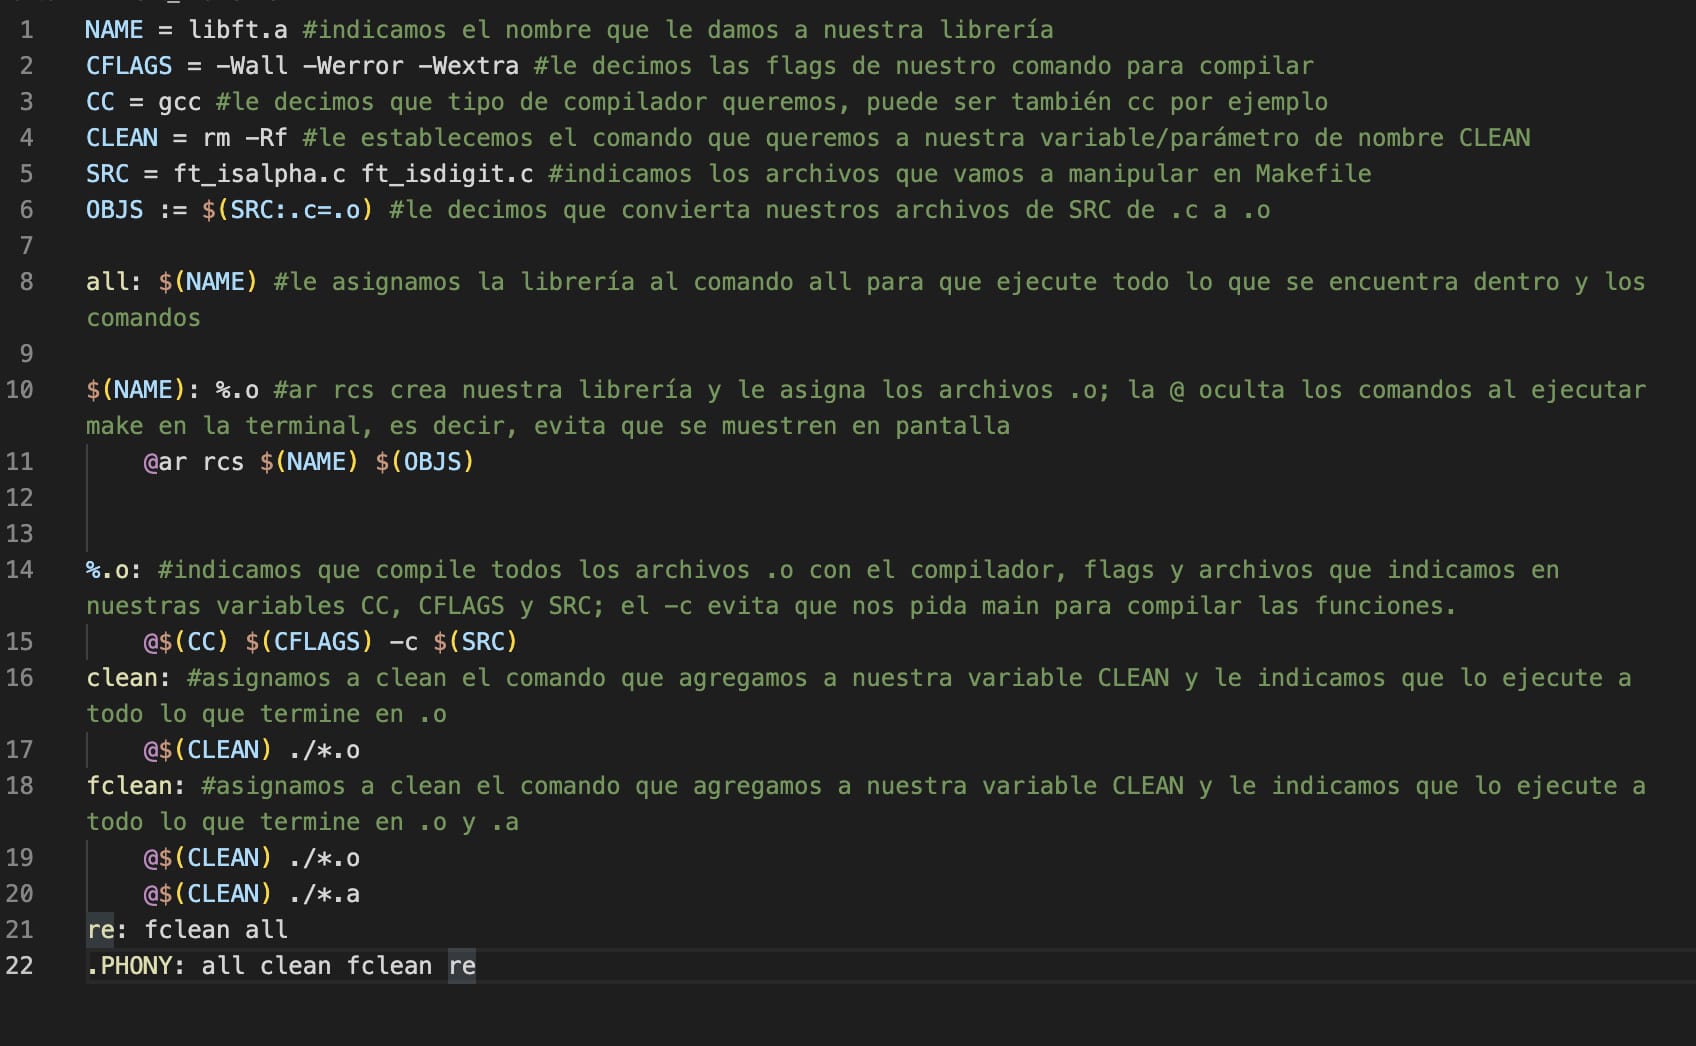 1 NAME = libft.a #indicamos el nombre que le damos a nuestra librería
2 CFLAGS = -Wall -Werror -Wextra #le decimos las flags de nuestro comando para compilar
3 CC = gcc #le decimos que tipo de compilador queremos, puede ser también cc por ejemplo
4 CLEAN = rm -Rf #le establecemos el comando que queremos a nuestra variable/parámetro de nombre CLEAN
5 SRC = ft_isalpha.c ft_isdigit.c #indicamos los archivos que vamos a manipular en Makefile
6 OBJS := $(SRC:.c=.o) #le decimos que convierta nuestros archivos de SRC de .c a .o
7
8 all: $(NAME) #le asignamos la librería al comando all para que ejecute todo lo que se encuentra dentro y los
comandos
9
10 $(NAME): %.o #ar rcs crea nuestra librería y le asigna los archivos .o; la @ oculta los comandos al ejecutar
make en la terminal, es decir, evita que se muestren en pantalla
11 @ar rcs $(NAME) $(OBJS)
12
13
14 %.o: #indicamos que compile todos los archivos .o con el compilador, flags y archivos que indicamos en
nuestras variables CC, CFLAGS y SRC; el -c evita que nos pida main para compilar las funciones.
15 @$(CC) $(CFLAGS) -c $(SRC)
16 clean: #asignamos a clean el comando que agregamos a nuestra variable CLEAN y le indicamos que lo ejecute a
todo lo que termine en .o
17 @$(CLEAN) ./*.o
18 fclean: #asignamos a clean el comando que agregamos a nuestra variable CLEAN y le indicamos que lo ejecute a
todo lo que termine en .o y .a
19 @$(CLEAN) ./*.o
20 @$(CLEAN) ./*.a
21 re: fclean all
22 .PHONY: all clean fclean re